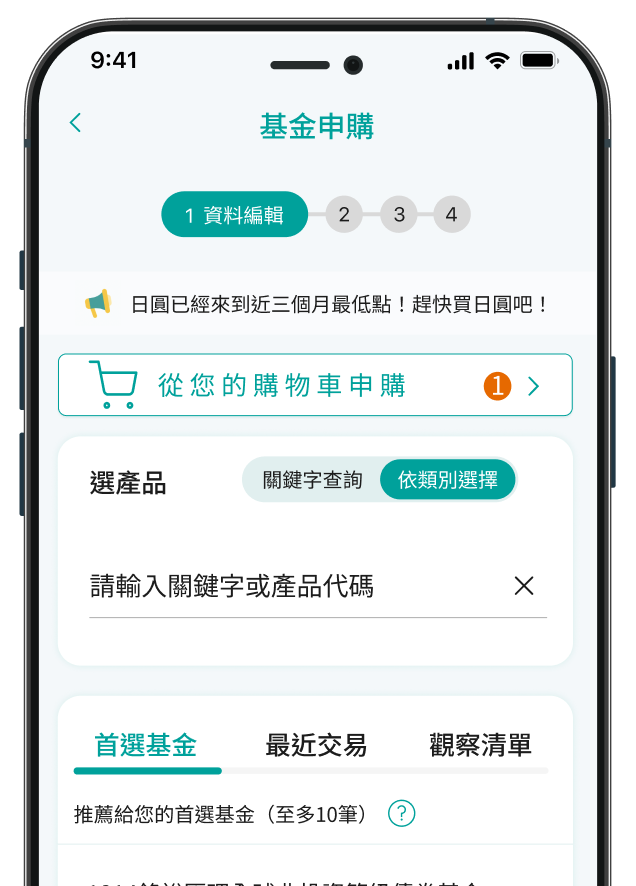 9:41
基金申購
1 資料編輯 2 3 4
日圓已經來到近三個月最低點！趕快買日圓吧！
從您的購物車申購 1
選產品 關鍵字查詢 依類別選擇
請輸入關鍵字或產品代碼
首選基金 最近交易 觀察清單
推薦給您的首選基金（至多10筆） ?